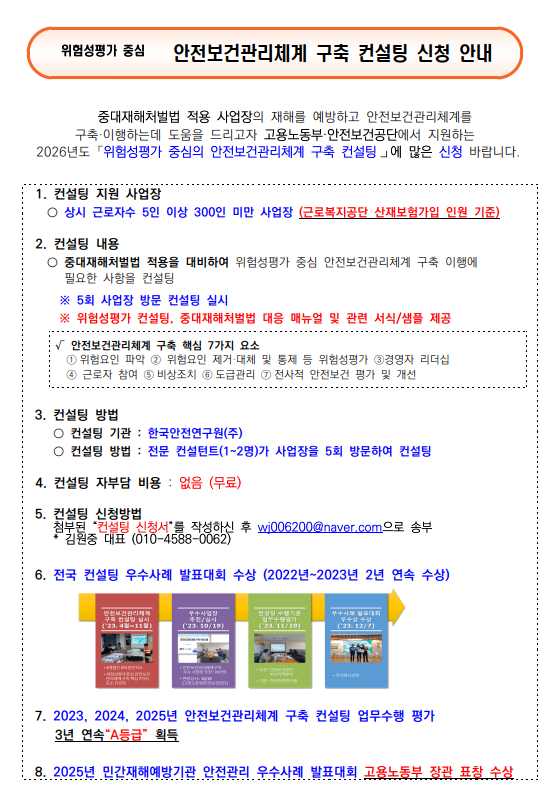 위험성평가 중심 안전보건관리체계 구축 컨설팅 신청 안내
중대재해처벌법 적용 사업장의 재해를 예방하고 안전보건관리체계를
구축·이행하는데 도움을 드리고자 고용노동부·안전보건공단에서 지원하는
2026년도 「위험성평가 중심의 안전보건관리체계 구축 컨설팅」에 많은 신청 바랍니다.
1. 컨설팅 지원 사업장
○ 상시 근로자수 5인 이상 300인 미만 사업장 (근로복지공단 산재보험가입 인원 기준)
2. 컨설팅 내용
○ 중대재해처벌법 적용을 대비하여 위험성평가 중심 안전보건관리체계 구축 이행에
필요한 사항을 컨설팅
※ 5회 사업장 방문 컨설팅 실시
※ 위험성평가 컨설팅, 중대재해처벌법 대응 매뉴얼 및 관련 서식/샘플 제공
√ 안전보건관리체계 구축 핵심 7가지 요소
① 위험요인 파악 ② 위험요인 제거·대체 및 통제 등 위험성평가 ③경영자 리더십
④ 근로자 참여 ⑤ 비상조치 ⑥ 도급관리 ⑦ 전사적 안전보건 평가 및 개선
3. 컨설팅 방법
○ 컨설팅 기관 : 한국안전연구원(주)
○ 컨설팅 방법 : 전문 컨설턴트(1~2명)가 사업장을 5회 방문하여 컨설팅
4. 컨설팅 자부담 비용 : 없음 (무료)
5. 컨설팅 신청방법
첨부된 “컨설팅 신청서”를 작성하신 후 wj006200@naver.com으로 송부
* 김원중 대표 (010-4588-0062)
6. 전국 컨설팅 우수사례 발표대회 수상 (2022년~2023년 2년 연속 수상)
안전보건관리체계
구축 컨설팅 실시
('23. 4월~11월)
우수사업장
추천/심사
('23. 10/19)
컨설팅 수행기관
업무수행평가
('23. 11/10)
우수사례 발표대회
우수상 수상
('23. 12/7)
7. 2023, 2024, 2025년 안전보건관리체계 구축 컨설팅 업무수행 평가
3년 연속“A등급” 획득
8. 2025년 민간재해예방기관 안전관리 우수사례 발표대회 고용노동부 장관 표창 수상